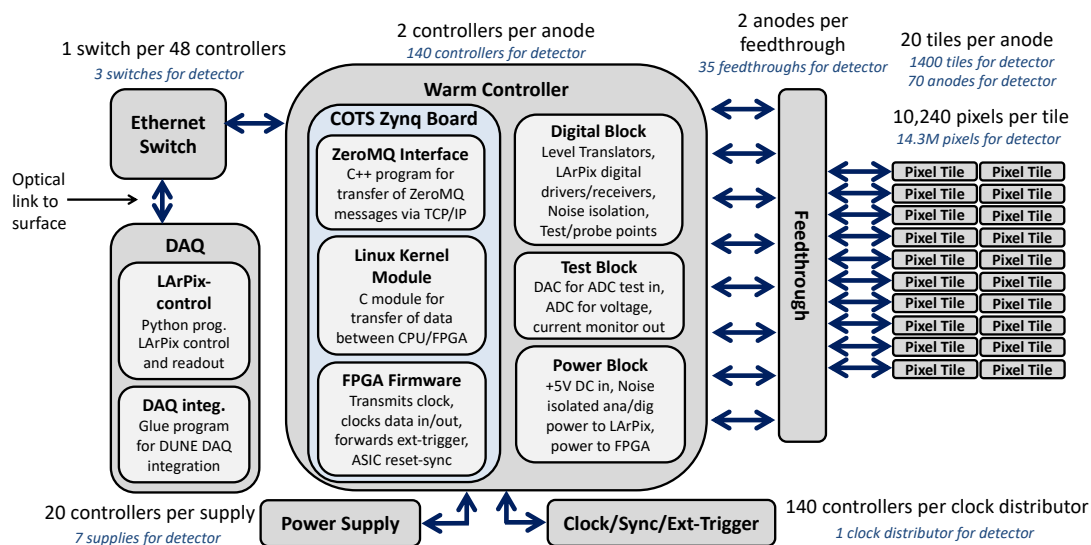 1 switch per 48 controllers
3 switches for detector
2 controllers per anode
140 controllers for detector
2 anodes per
feedthrough
35 feedthroughs for detector
20 tiles per anode
1400 tiles for detector
70 anodes for detector
10,240 pixels per tile
14.3M pixels for detector
Ethernet
Switch
Optical
link to
surface
DAQ
LArPix-
control
Python prog.
LArPix control
and readout
DAQ integ.
Glue program
for DUNE DAQ
integration
Warm Controller
COTS Zynq Board
ZeroMQ Interface
C++ program for
transfer of ZeroMQ
messages via TCP/IP
Linux Kernel
Module
C module for
transfer of data
between CPU/FPGA
FPGA Firmware
Transmits clock,
clocks data in/out,
forwards ext-trigger,
ASIC reset-sync
Digital Block
Level Translators,
LArPix digital
drivers/receivers,
Noise isolation,
Test/probe points
Test Block
DAC for ADC test in,
ADC for voltage,
current monitor out
Power Block
+5V DC in, Noise
isolated ana/dig
power to LArPix,
power to FPGA
Feedthrough
Pixel Tile Pixel Tile
Pixel Tile Pixel Tile
Pixel Tile Pixel Tile
Pixel Tile Pixel Tile
Pixel Tile Pixel Tile
Pixel Tile Pixel Tile
Pixel Tile Pixel Tile
Pixel Tile Pixel Tile
Pixel Tile Pixel Tile
Pixel Tile Pixel Tile
20 controllers per supply
7 supplies for detector
Power Supply
Clock/Sync/Ext-Trigger
140 controllers per clock distributor
1 clock distributor for detector